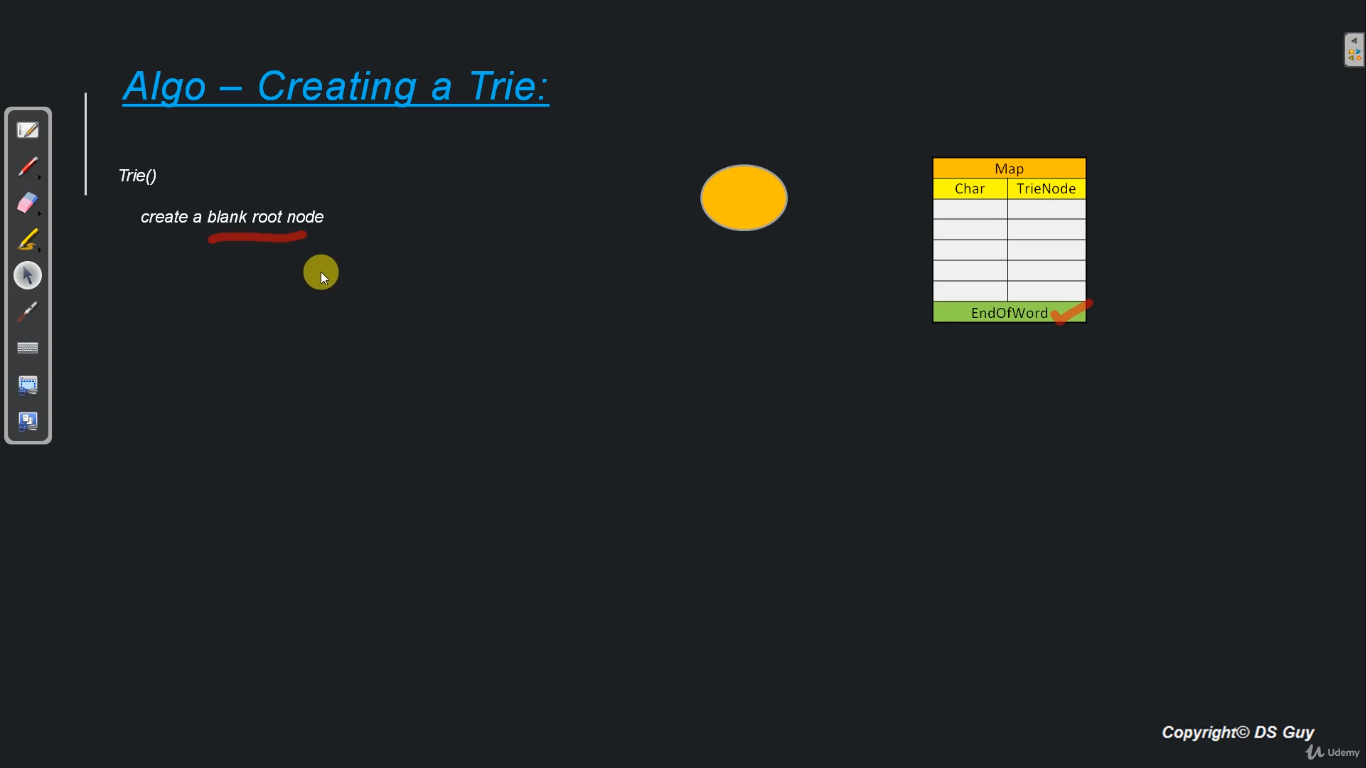 Algo – Creating a Trie:
Trie()
create a blank root node
Map
Char TrieNode
EndOfWord
Copyright© DS Guy
Udemy